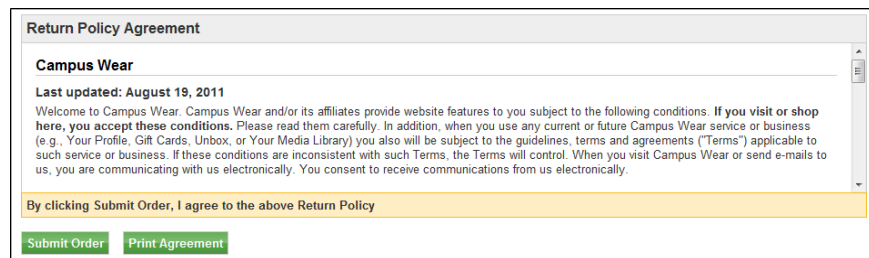 Return Policy Agreement
Campus Wear
Last updated: August 19, 2011
Welcome to Campus Wear. Campus Wear and/or its affiliates provide website features to you subject to the following conditions. If you visit or shop
here, you accept these conditions. Please read them carefully. In addition, when you use any current or future Campus Wear service or business
(e.g., Your Profile, Gift Cards, Unbox, or Your Media Library) you also will be subject to the guidelines, terms and agreements ("Terms") applicable to
such service or business. If these conditions are inconsistent with such Terms, the Terms will control. When you visit Campus Wear or send e-mails to
us, you are communicating with us electronically. You consent to receive communications from us electronically.
By clicking Submit Order, I agree to the above Return Policy
Submit Order Print Agreement